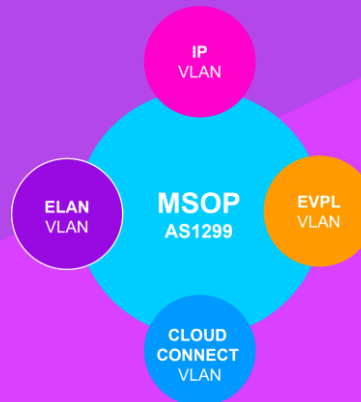 IP
VLAN
ELAN
VLAN
MSOP
AS1299
EVPL
VLAN
CLOUD
CONNECT
VLAN